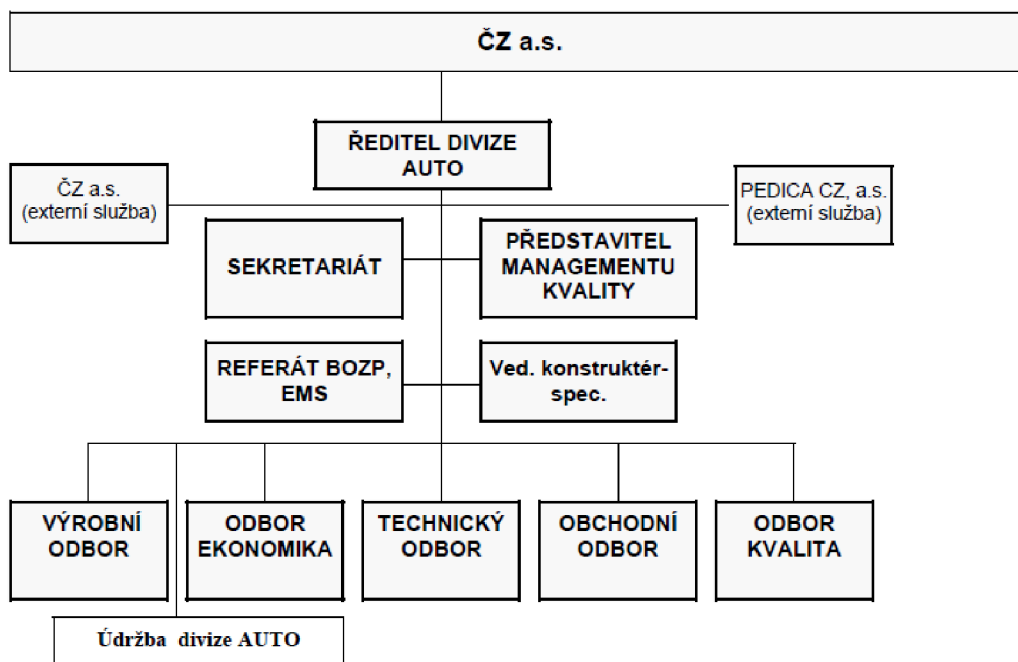 ČZ a.s.
ŘEDITEL DIVIZE
AUTO
ČZ a.s.
(externí služba)
PEDICA CZ, a.s.
(externí služba)
SEKRETARIÁT
PŘEDSTAVITEL
MANAGEMENTU
KVALITY
REFERÁT BOZP,
EMS
Ved. konstruktér-
spec.
VÝROBNÍ
ODBOR
ODBOR
EKONOMIKA
TECHNICKÝ
ODBOR
OBCHODNÍ
ODBOR
ODBOR
KVALITA
Údržba divize AUTO